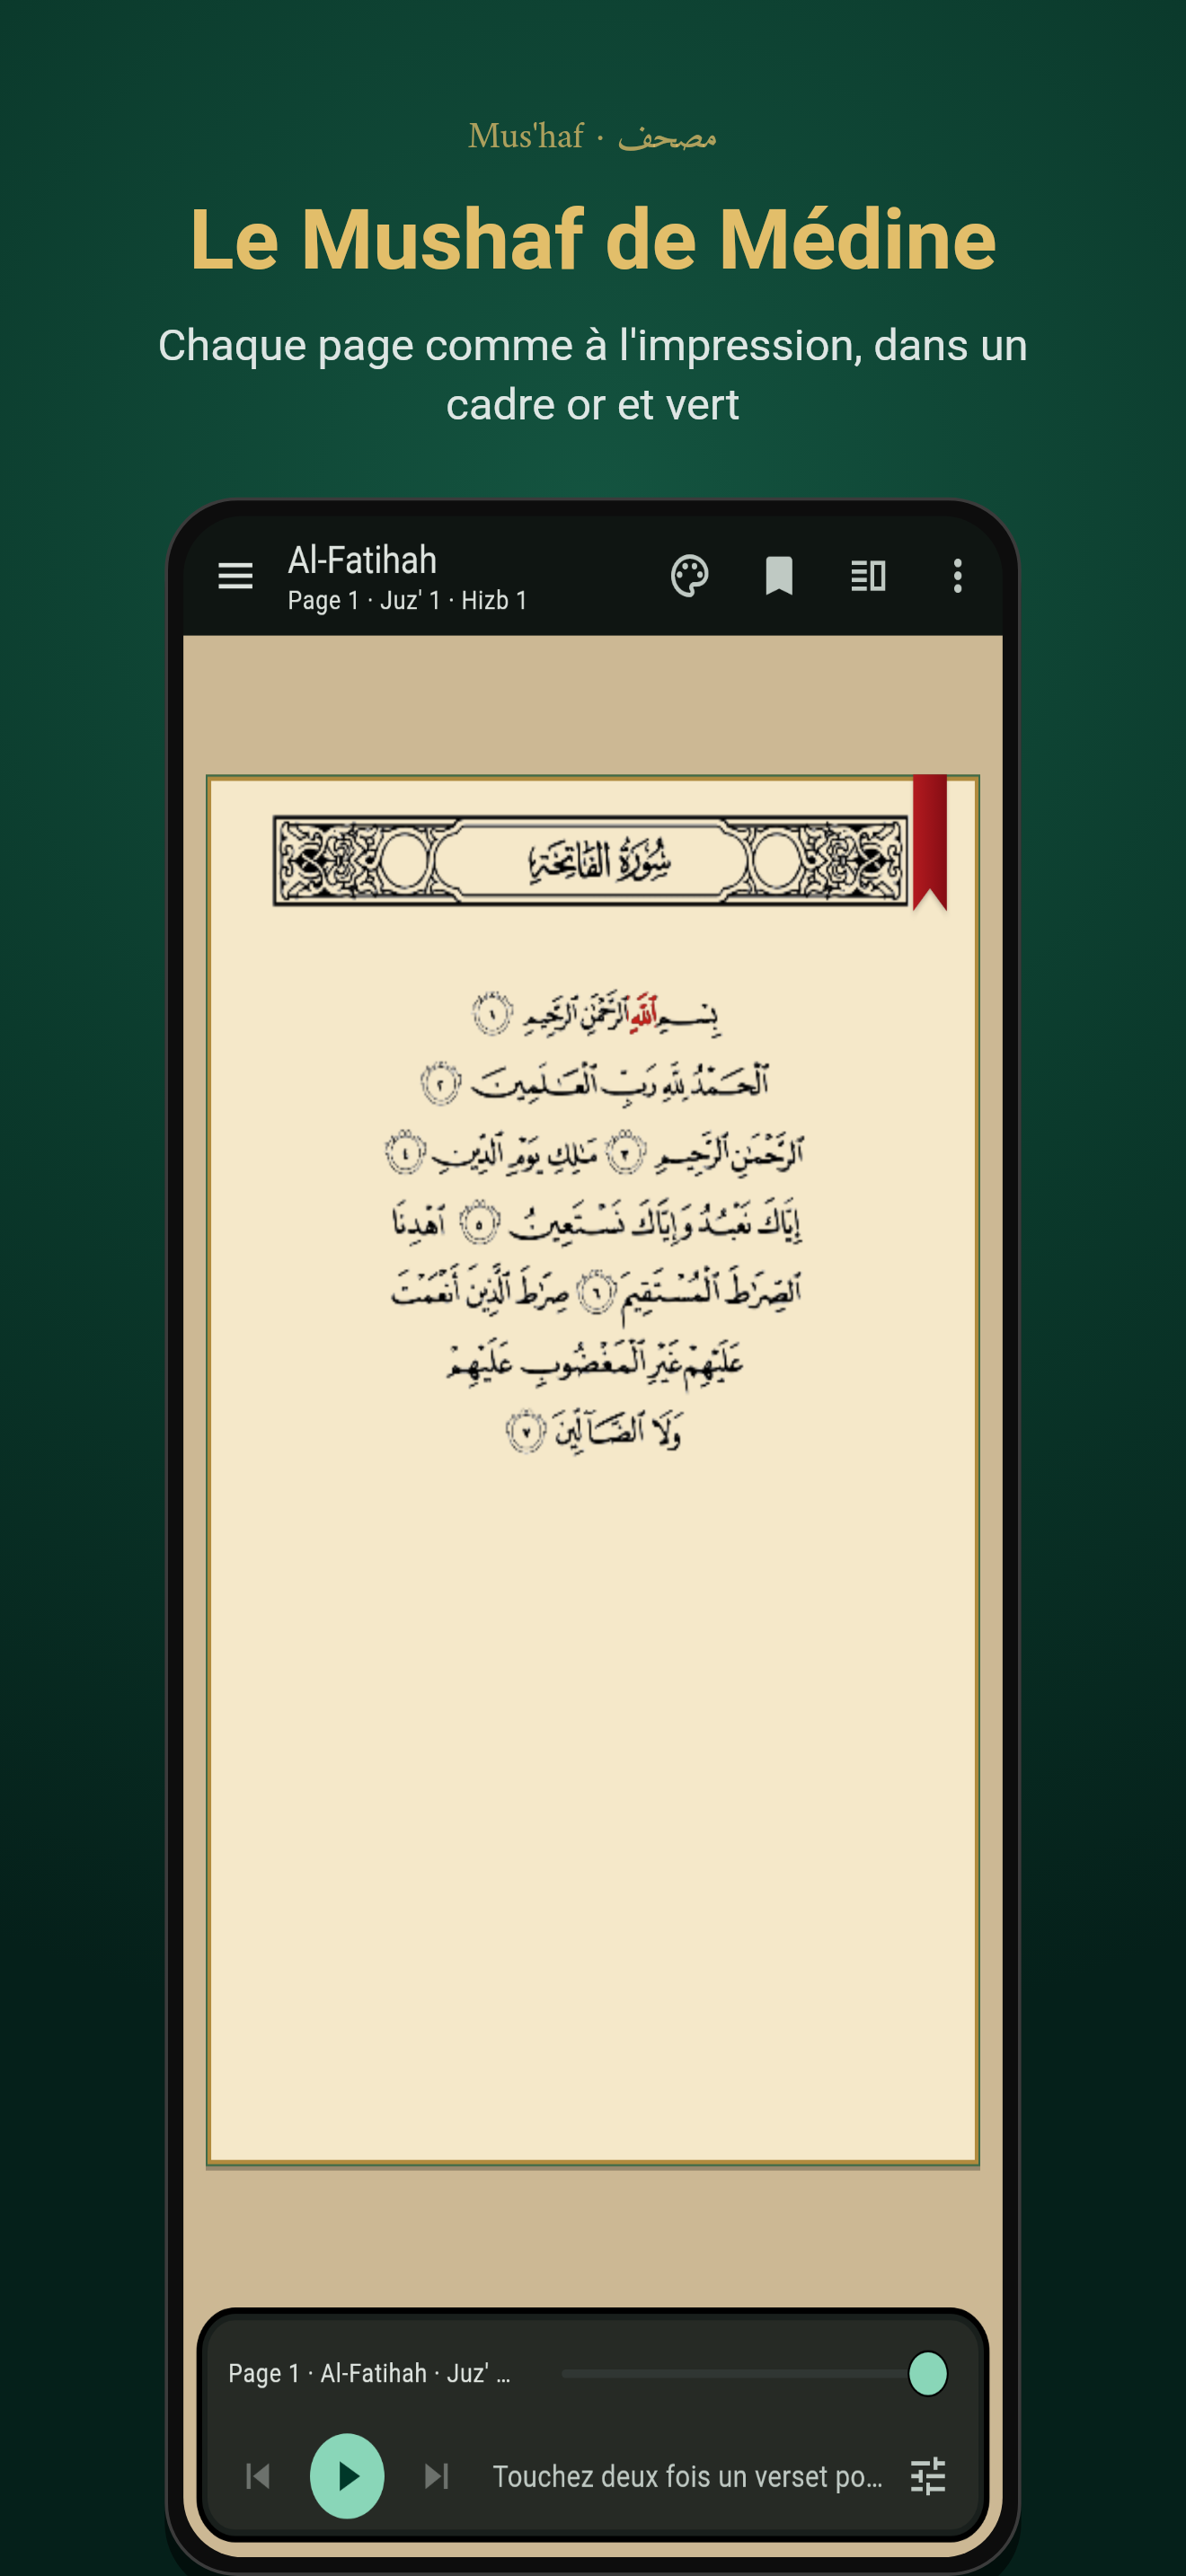 Mus'haf · مصحف
Le Mushaf de Médine
Chaque page comme à l'impression, dans un
cadre or et vert
Al-Fatihah
Page 1 · Juz' 1 · Hizb 1
سُورَةُ الفَاتِحَةِ
بِسْمِ ٱللَّهِ ٱلرَّحْمَٰنِ ٱلرَّحِيمِ ١
ٱلْحَمْدُ لِلَّهِ رَبِّ ٱلْعَٰلَمِينَ ٢
ٱلرَّحْمَٰنِ ٱلرَّحِيمِ ٣ مَٰلِكِ يَوْمِ ٱلدِّينِ ٤
إِيَّاكَ نَعْبُدُ وَإِيَّاكَ نَسْتَعِينُ ٥ ٱهْدِنَا
ٱلصِّرَٰطَ ٱلْمُسْتَقِيمَ ٦ صِرَٰطَ ٱلَّذِينَ أَنْعَمْتَ
عَلَيْهِمْ غَيْرِ ٱلْمَغْضُوبِ عَلَيْهِمْ
وَلَا ٱلضَّآلِّينَ ٧
Page 1 · Al-Fatihah · Juz' ...
Touchez deux fois un verset po...